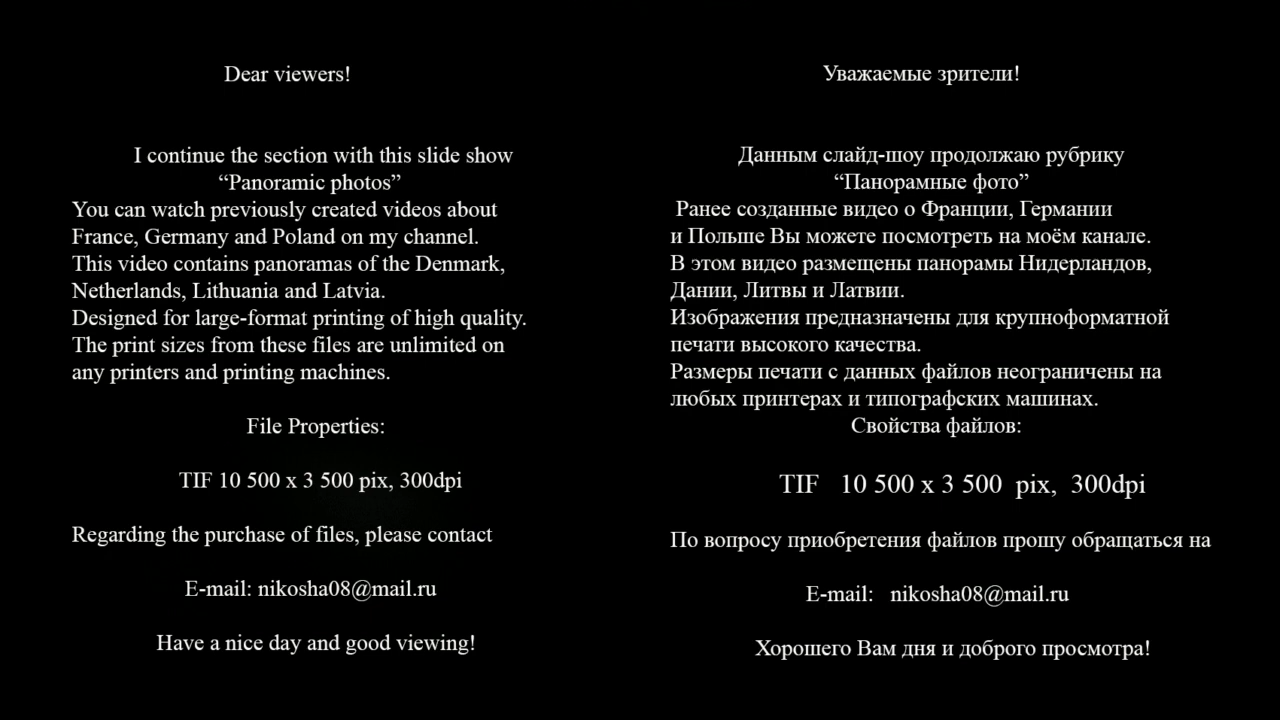 Dear viewers!
I continue the section with this slide show
“Panoramic photos”
You can watch previously created videos about
France, Germany and Poland on my channel.
This video contains panoramas of the Denmark,
Netherlands, Lithuania and Latvia.
Designed for large-format printing of high quality.
The print sizes from these files are unlimited on
any printers and printing machines.
File Properties:
TIF 10 500 x 3 500 pix, 300dpi
Regarding the purchase of files, please contact
E-mail: nikosha08@mail.ru
Have a nice day and good viewing!
Уважаемые зрители!
Данным слайд-шоу продолжаю рубрику
“Панорамные фото”
Ранее созданные видео о Франции, Германии
и Польше Вы можете посмотреть на моём канале.
В этом видео размещены панорамы Нидерландов,
Дании, Литвы и Латвии.
Изображения предназначены для крупноформатной
печати высокого качества.
Размеры печати с данных файлов неограничены на
любых принтерах и типографских машинах.
Свойства файлов:
TIF 10 500 x 3 500 pix, 300dpi
По вопросу приобретения файлов прошу обращаться на
E-mail: nikosha08@mail.ru
Хорошего Вам дня и доброго просмотра!